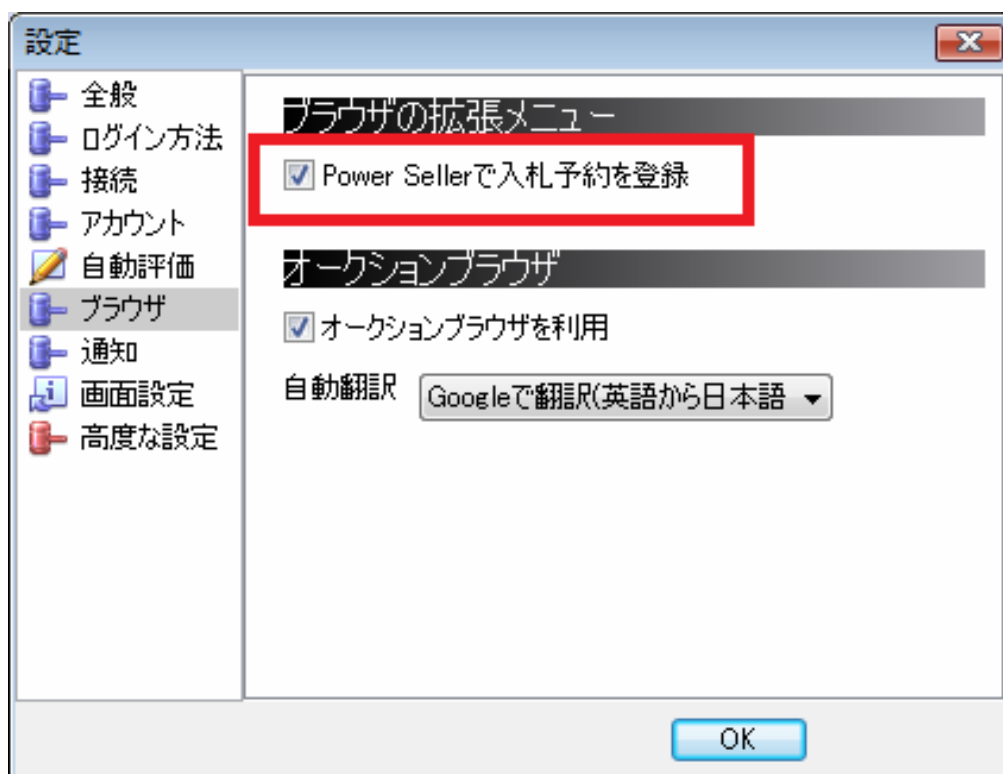 設定
全般
ログイン方法
接続
アカウント
自動評価
ブラウザ
通知
画面設定
高度な設定
ブラウザの拡張メニュー
Power Sellerで入札予約を登録
オークションブラウザ
オークションブラウザを利用
自動翻訳
Googleで翻訳(英語から日本語
OK